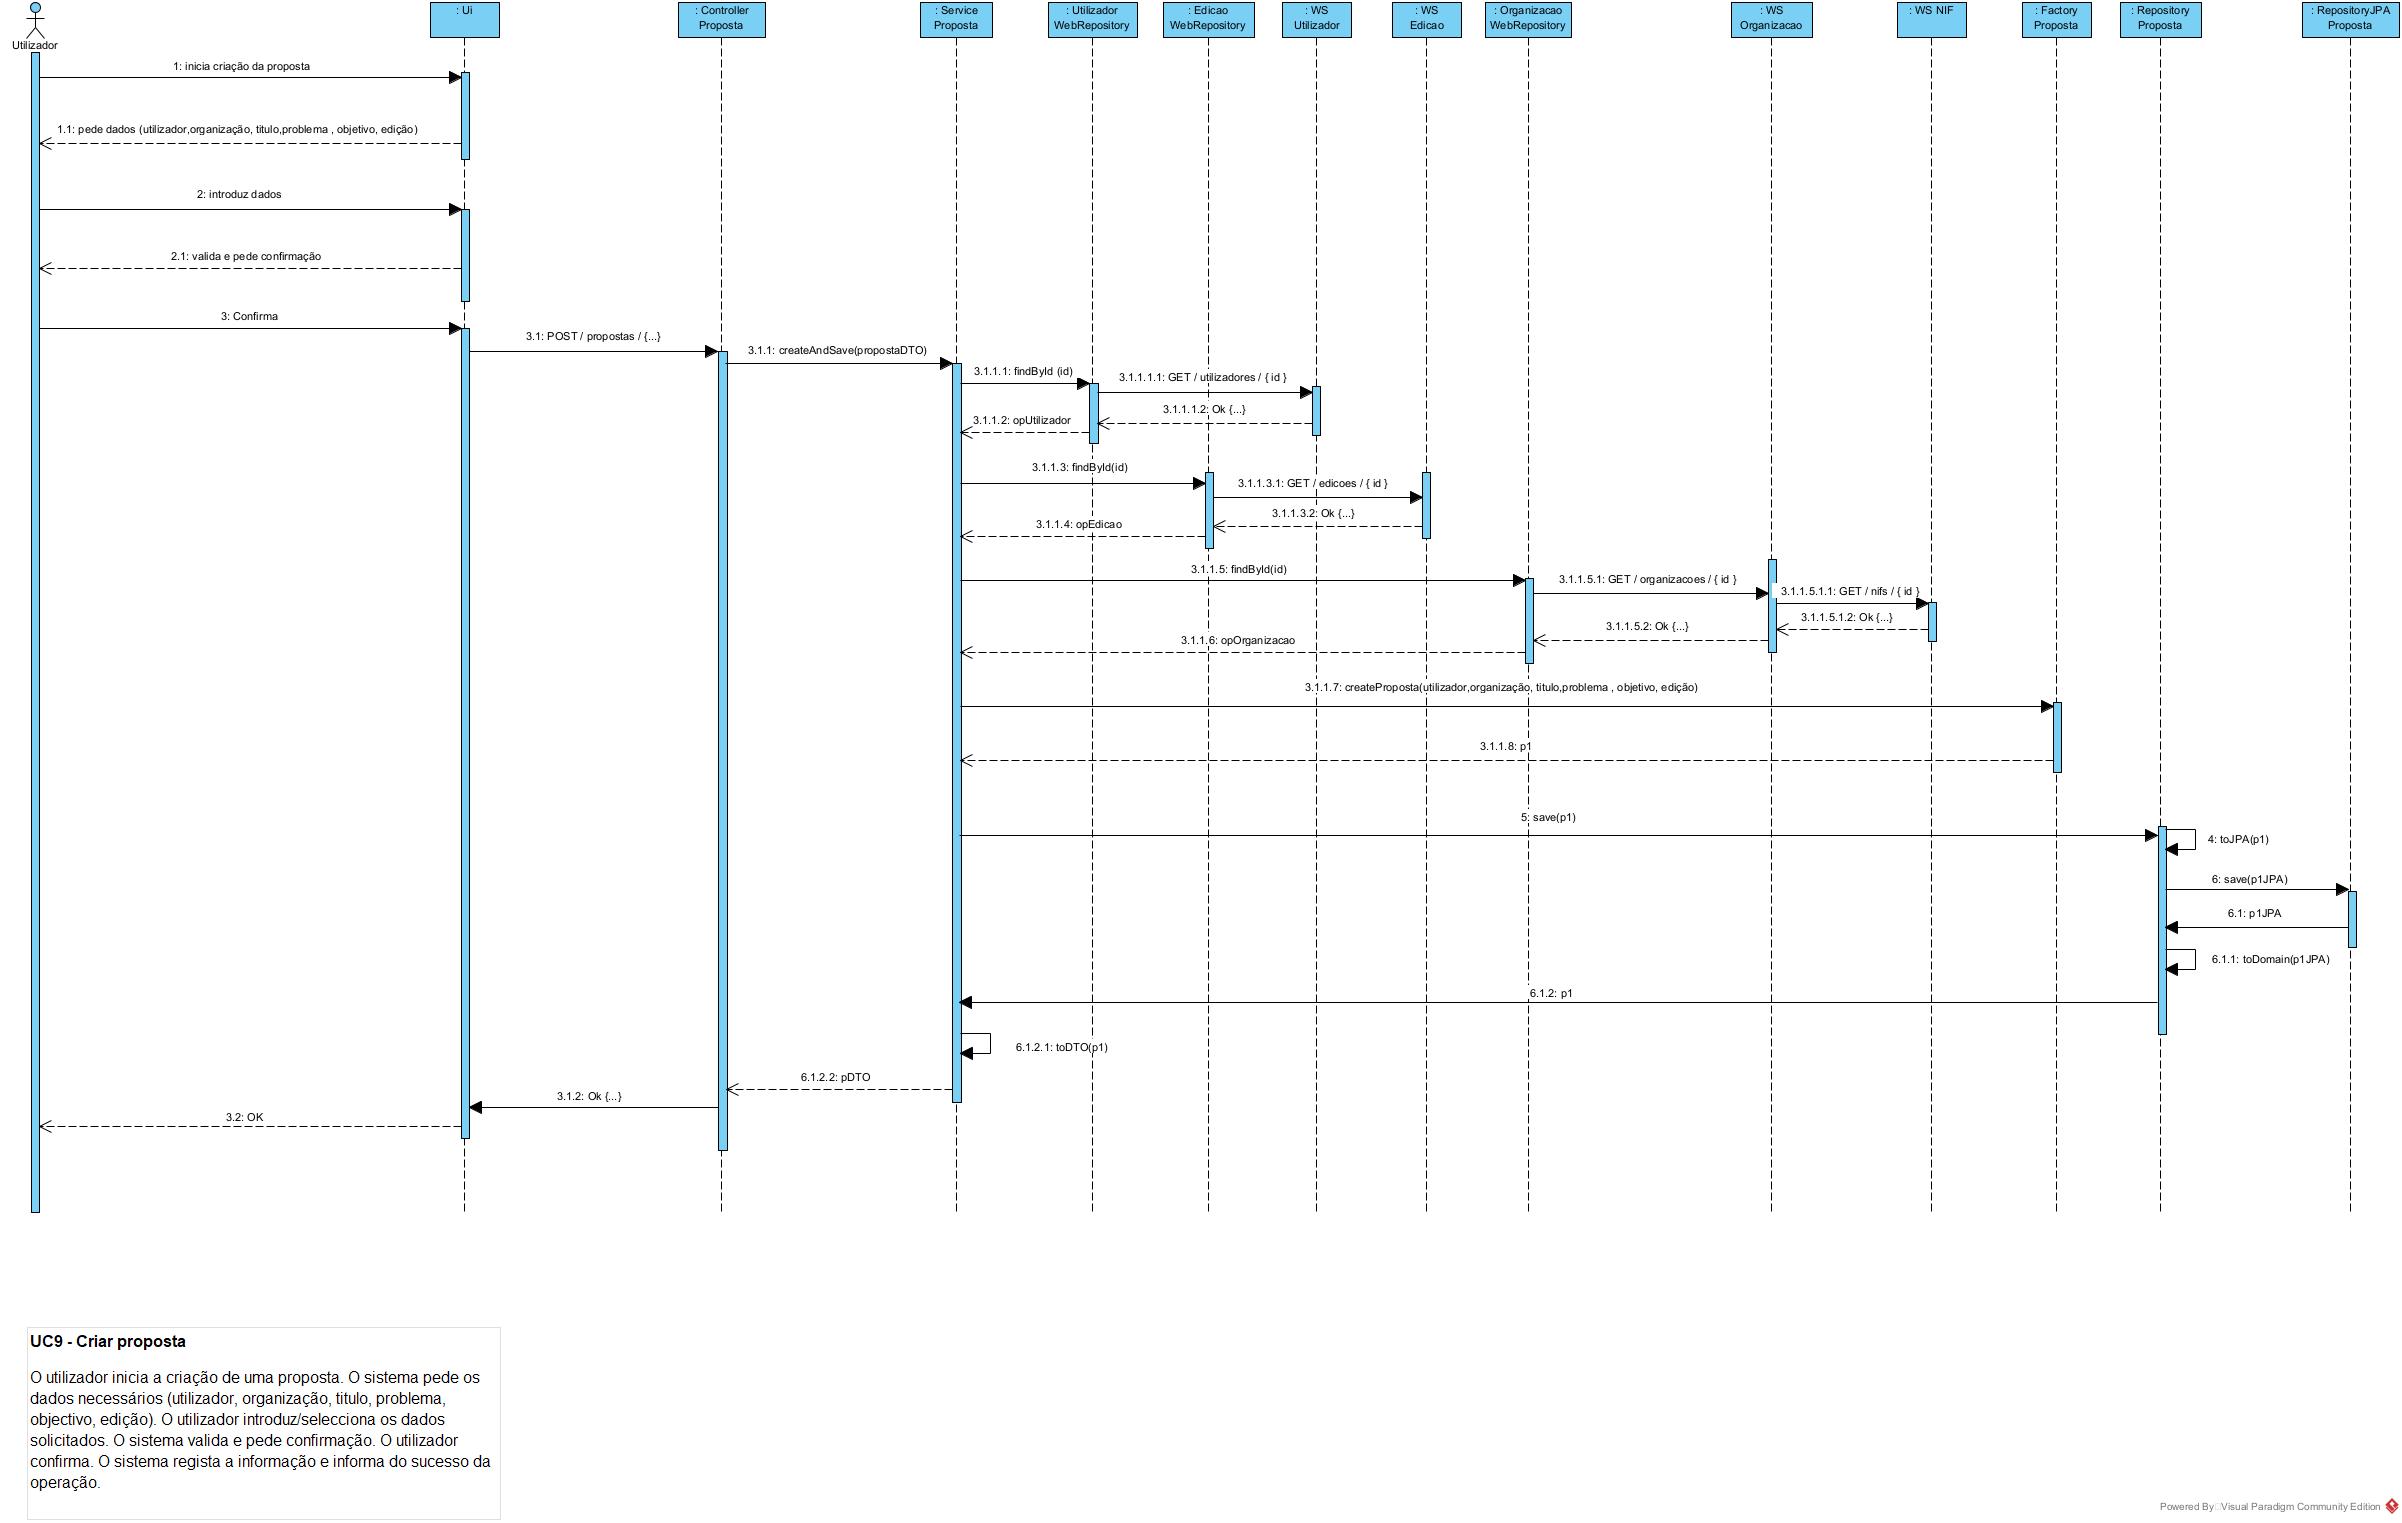 Utilizador
: Ui
: Controller
Proposta
: Service
Proposta
: Utilizador
WebRepository
: Edicao
WebRepository
: WS
Utilizador
: WS
Edicao
: Organizacao
WebRepository
: WS
Organizacao
: WS NIF
: Factory
Proposta
: Repository
Proposta
: RepositoryJPA
Proposta
1: inicia criação da proposta
1.1: pede dados (utilizador,organização, titulo,problema , objetivo, edição)
2: introduz dados
2.1: valida e pede confirmação
3: Confirma
3.1: POST / propostas / {...}
3.1.1: createAndSave(propostaDTO)
3.1.1.1: findById (id)
3.1.1.1.1: GET / utilizadores / { id }
3.1.1.1.2: Ok {...}
3.1.1.2: opUtilizador
3.1.1.3: findById(id)
3.1.1.3.1: GET / edicoes / { id }
3.1.1.3.2: Ok {...}
3.1.1.4: opEdicao
3.1.1.5: findById(id)
3.1.1.5.1: GET / organizacoes / { id }
3.1.1.5.1.1: GET / nifs / { id }
3.1.1.5.1.2: Ok {...}
3.1.1.5.2: Ok {...}
3.1.1.6: opOrganizacao
3.1.1.7: createProposta(utilizador,organização, titulo,problema , objetivo, edição)
3.1.1.8: p1
5: save(p1)
4: toJPA(p1)
6: save(p1JPA)
6.1: p1JPA
6.1.1: toDomain(p1JPA)
6.1.2: p1
6.1.2.1: toDTO(p1)
6.1.2.2: pDTO
3.1.2: Ok {...}
3.2: OK
UC9 - Criar proposta
O utilizador inicia a criação de uma proposta. O sistema pede os
dados necessários (utilizador, organização, titulo, problema,
objectivo, edição). O utilizador introduz/selecciona os dados
solicitados. O sistema valida e pede confirmação. O utilizador
confirma. O sistema regista a informação e informa do sucesso da
operação.
Powered By Visual Paradigm Community Edition